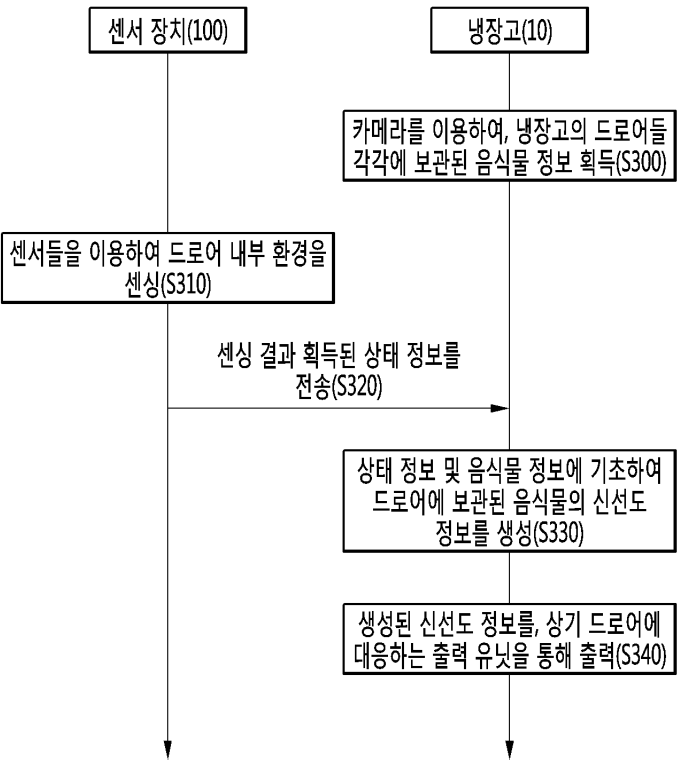 센서 장치(100)
냉장고(10)
카메라를 이용하여, 냉장고의 드로어들
각각에 보관된 음식물 정보 획득(S300)
센서들을 이용하여 드로어 내부 환경을
센싱(S310)
센싱 결과 획득된 상태 정보를
전송(S320)
상태 정보 및 음식물 정보에 기초하여
드로어에 보관된 음식물의 신선도
정보를 생성(S330)
생성된 신선도 정보를, 상기 드로어에
대응하는 출력 유닛을 통해 출력(S340)